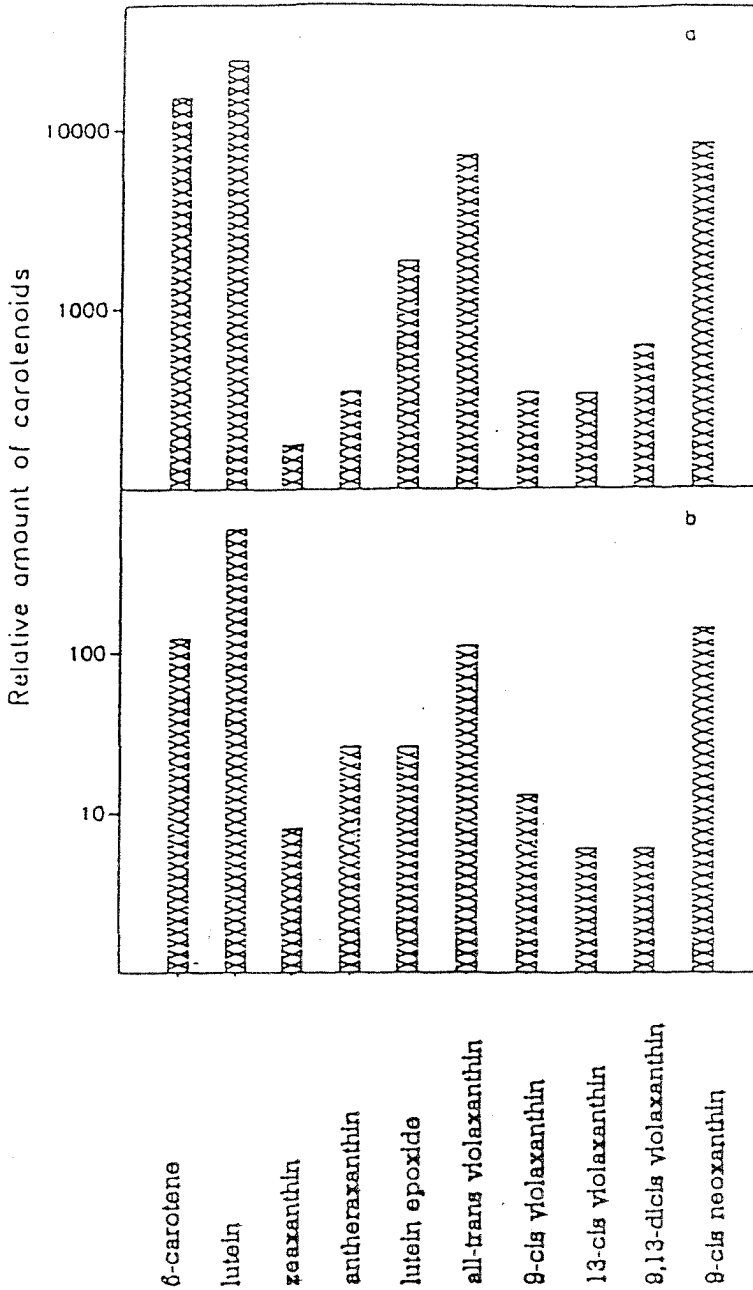 Relative amount of carotenoids
a
10000
1000
b
100
10
β-carotene
lutein
zeaxanthin
antheraxanthin
lutein epoxide
all-trans violaxanthin
9-cis violaxanthin
13-cis violaxanthin
9,13-dicis violaxanthin
9-cis neoxanthin